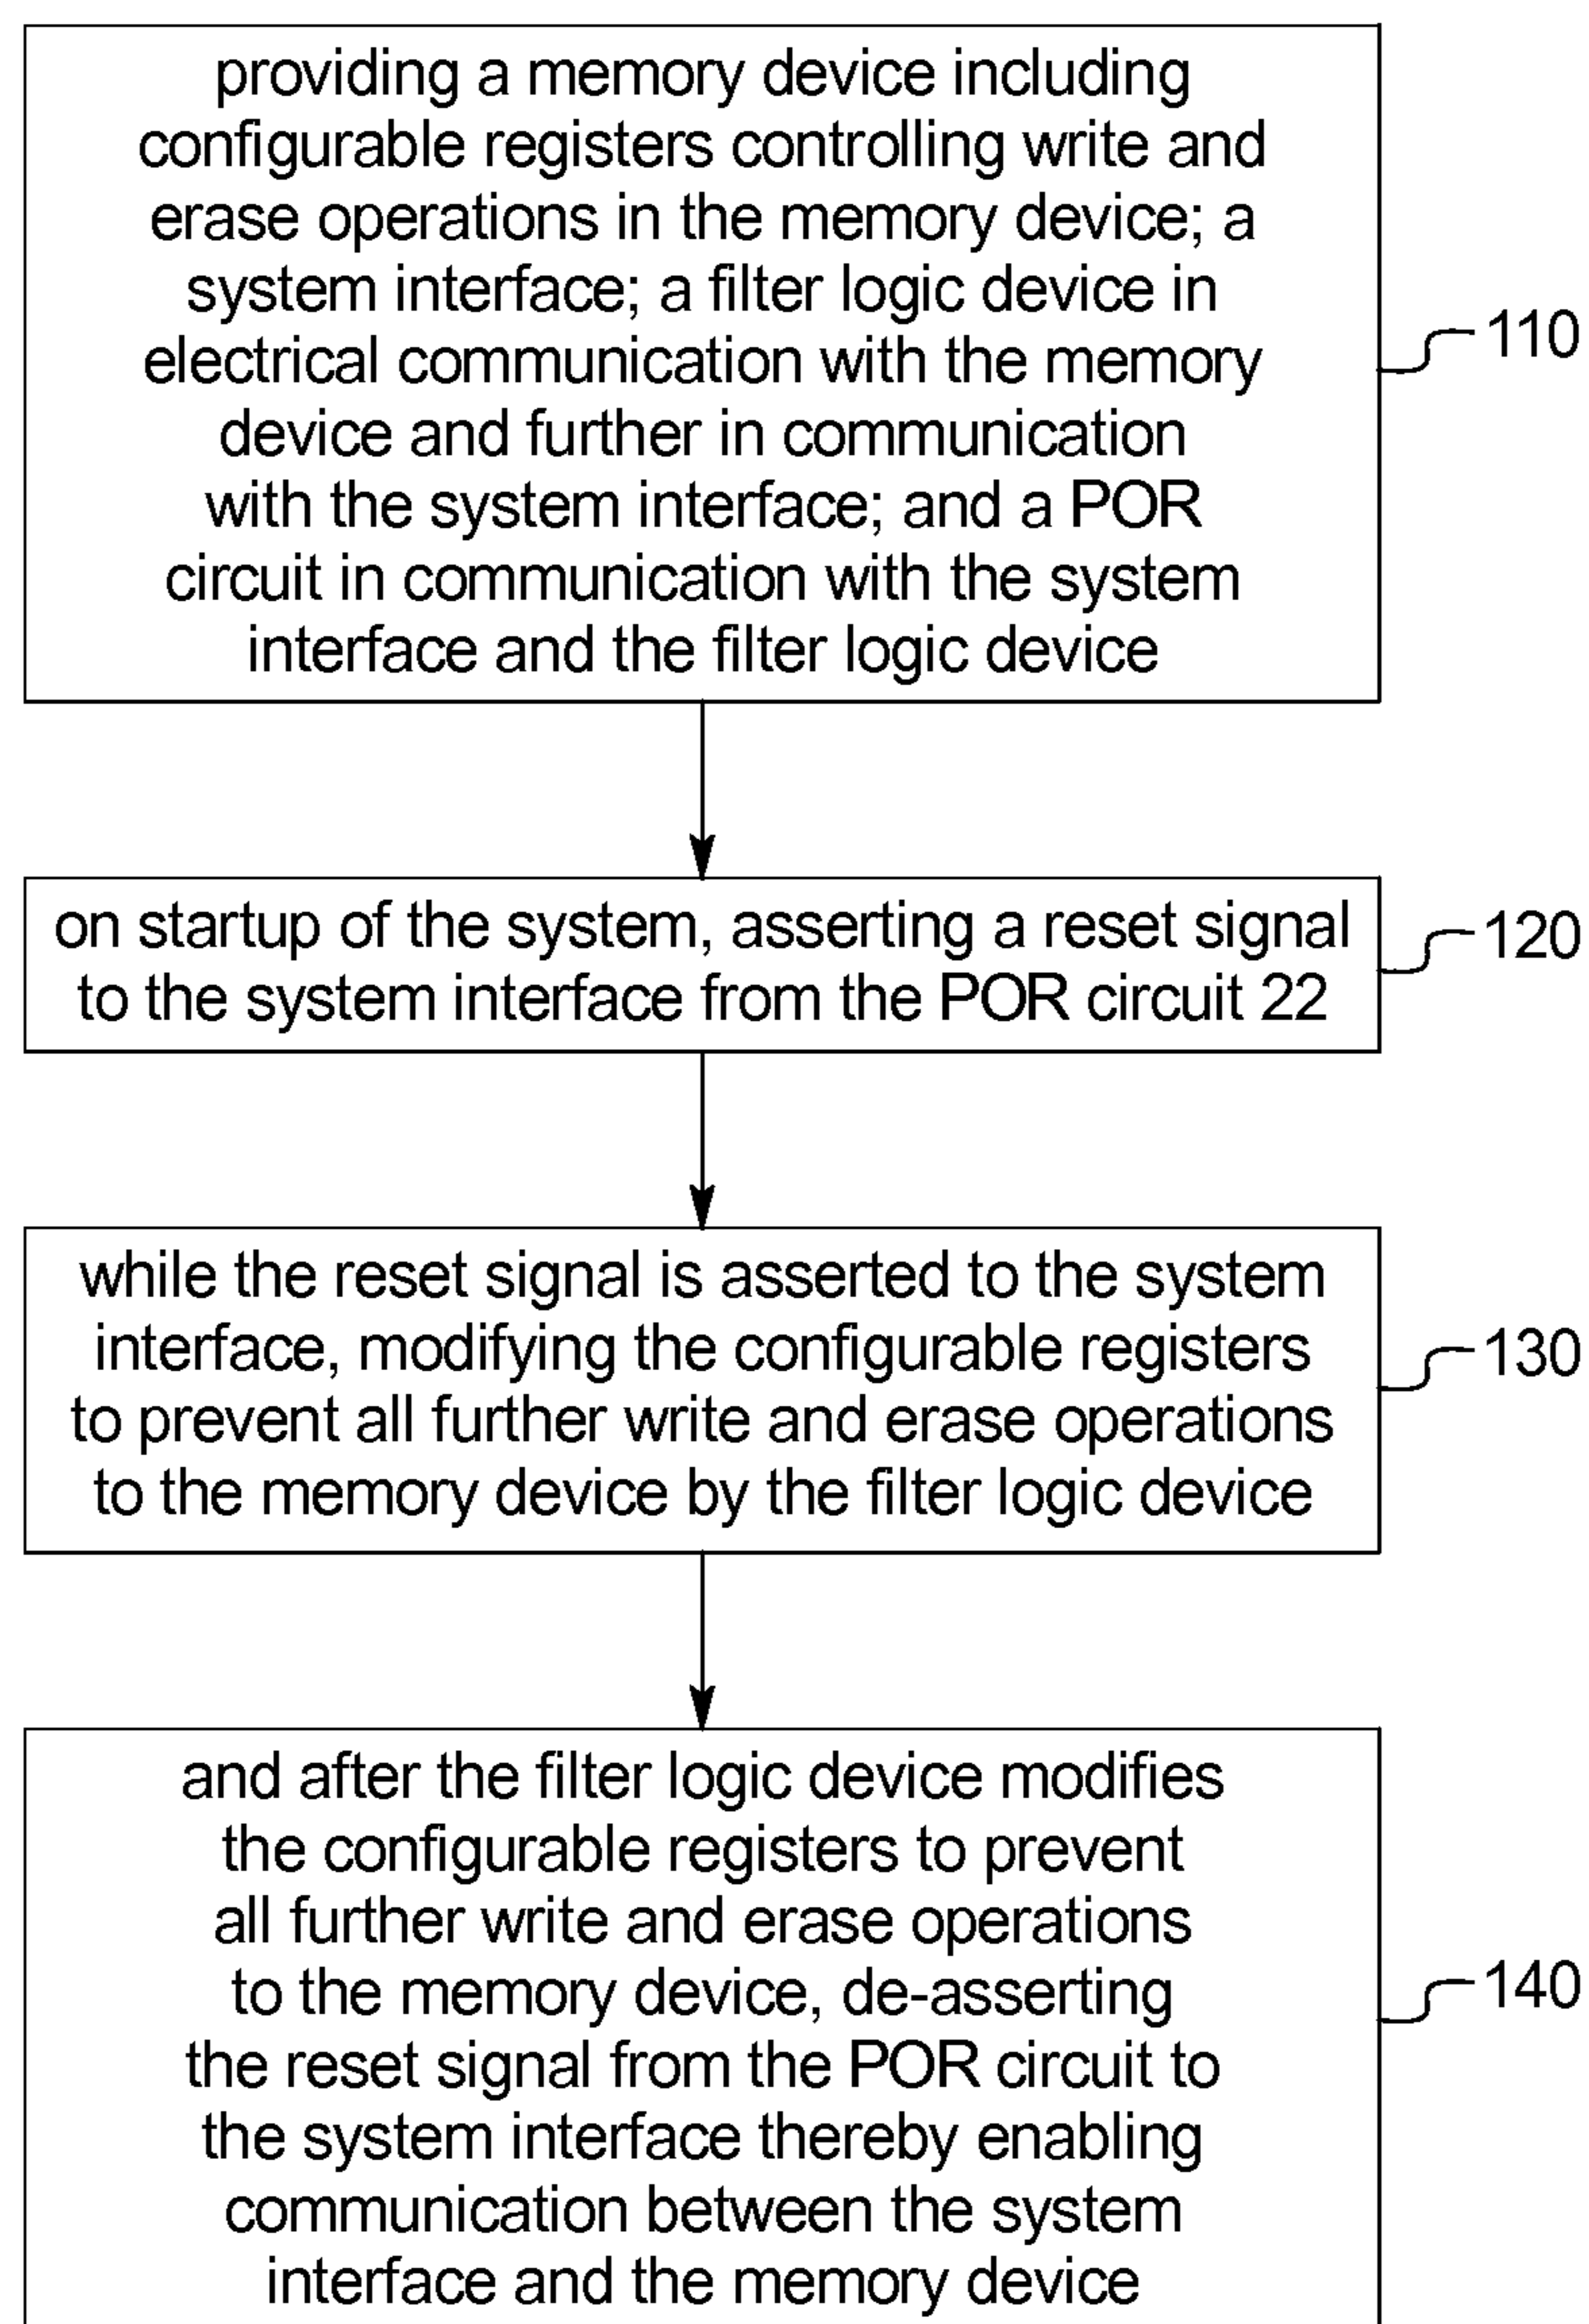 providing a memory device including
configurable registers controlling write and
erase operations in the memory device; a
system interface; a filter logic device in
electrical communication with the memory
device and further in communication
with the system interface; and a POR
circuit in communication with the system
interface and the filter logic device
110
on startup of the system, asserting a reset signal
to the system interface from the POR circuit 22
120
while the reset signal is asserted to the system
interface, modifying the configurable registers
to prevent all further write and erase operations
to the memory device by the filter logic device
130
and after the filter logic device modifies
the configurable registers to prevent
all further write and erase operations
to the memory device, de-asserting
the reset signal from the POR circuit to
the system interface thereby enabling
communication between the system
interface and the memory device
140